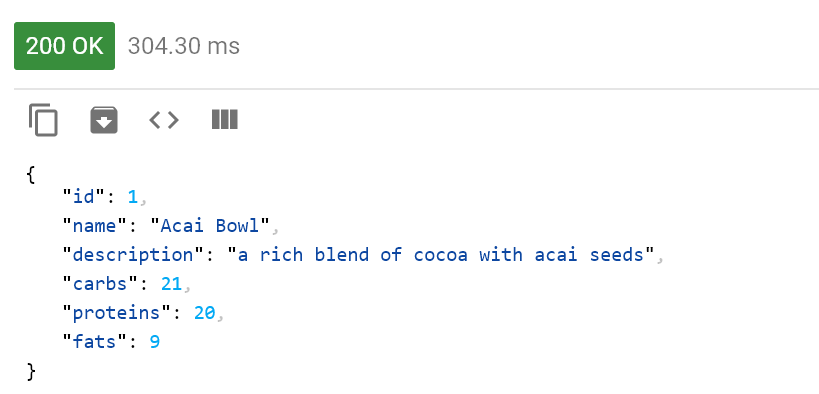 200 OK 304.30 ms
{
"id": 1,
"name": "Acai Bowl",
"description": "a rich blend of cocoa with acai seeds",
"carbs": 21,
"proteins": 20,
"fats": 9
}